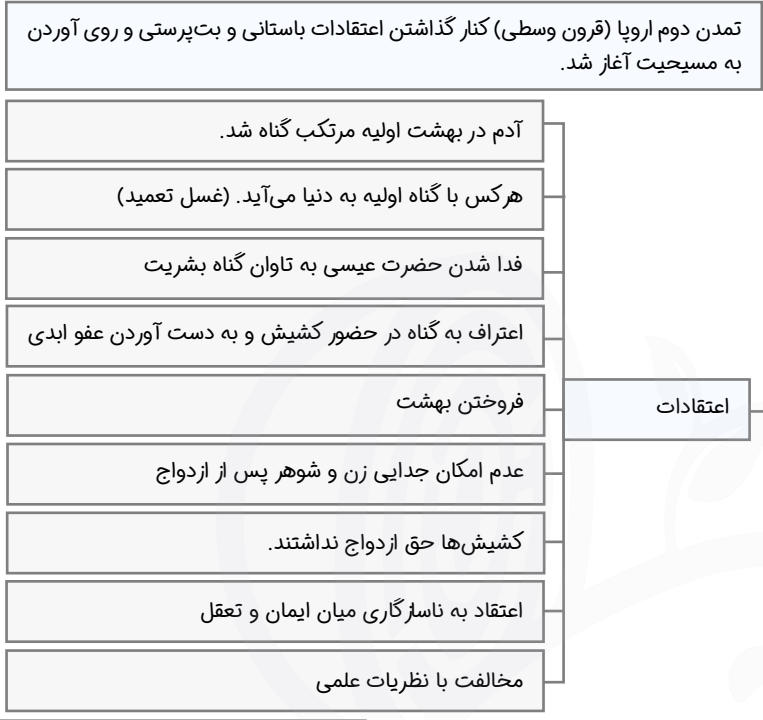 تمدن دوم اروپا (قرون وسطی) کنار گذاشتن اعتقادات باستانی و بت‌پرستی و روی آوردن
به مسیحیت آغاز شد.
اعتقادات
آدم در بهشت اولیه مرتکب گناه شد.
هرکس با گناه اولیه به دنیا می‌آید. (غسل تعمید)
فدا شدن حضرت عیسی به تاوان گناه بشریت
اعتراف به گناه در حضور کشیش و به دست آوردن عفو ابدی
فروختن بهشت
عدم امکان جدایی زن و شوهر پس از ازدواج
کشیش‌ها حق ازدواج نداشتند.
اعتقاد به ناسازگاری میان ایمان و تعقل
مخالفت با نظریات علمی